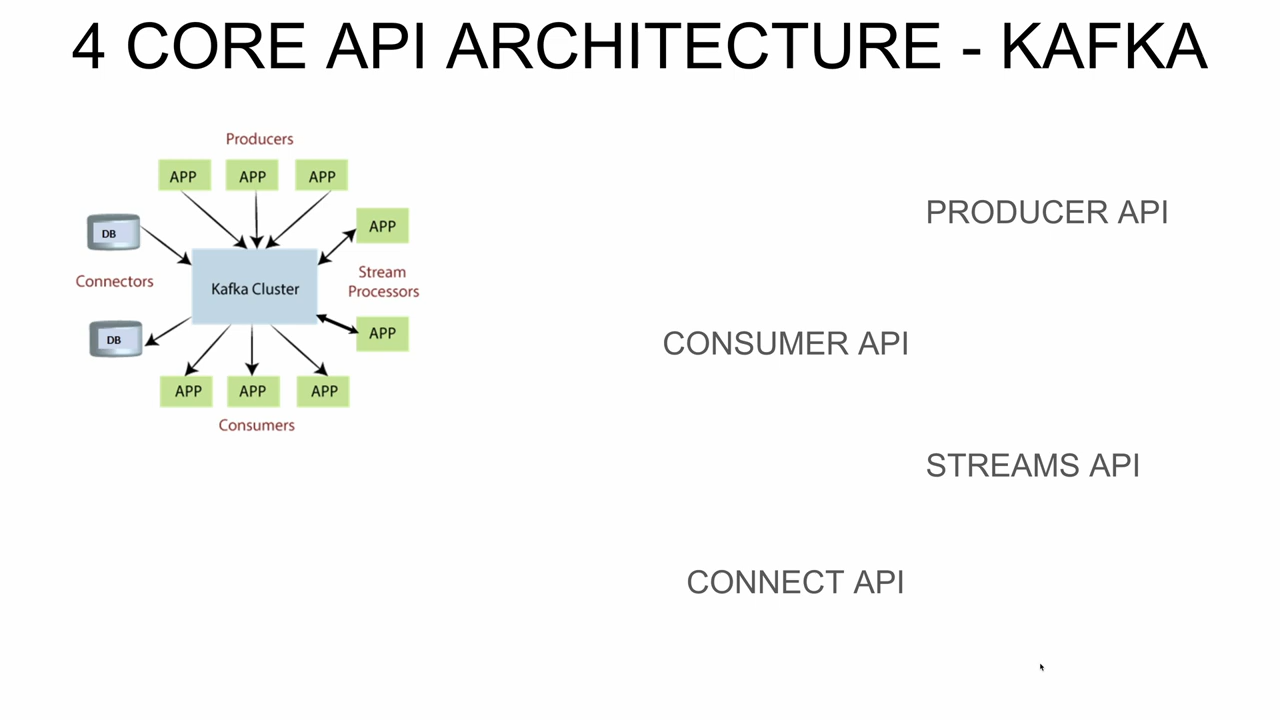 4 CORE API ARCHITECTURE - KAFKA
Producers
APP APP APP
DB
APP
Connectors
Kafka Cluster
Stream
Processors
DB
APP
APP APP APP
Consumers
PRODUCER API
CONSUMER API
STREAMS API
CONNECT API